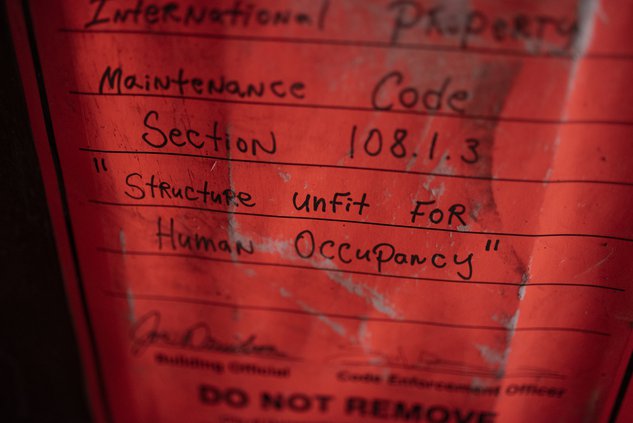 International Property
Maintenance Code
Section 108.1.3
"Structure unfit for
Human Occupancy"
Building Official
Code Enforcement Officer
DO NOT REMOVE